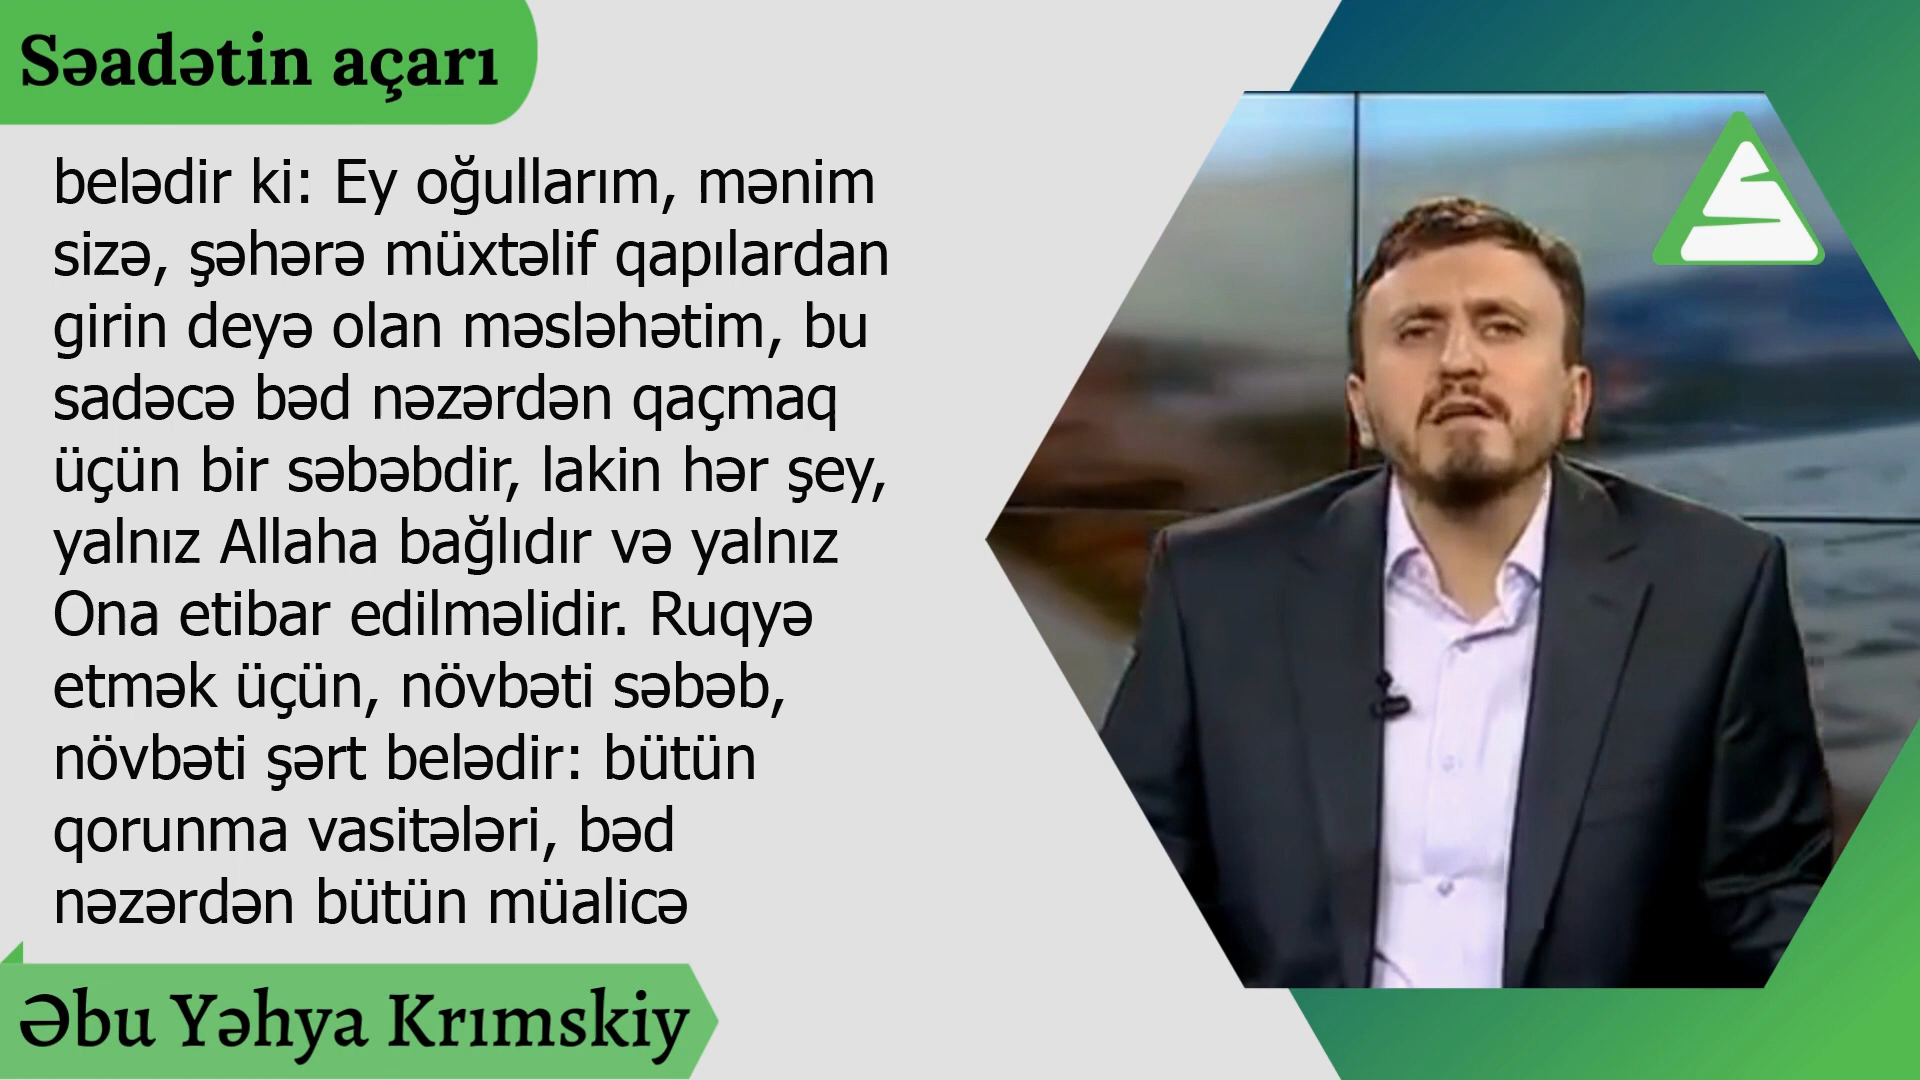 Səadətin açarı
belədir ki: Ey oğullarım, mənim
sizə, şəhərə müxtəlif qapılardan
girin deyə olan məsləhətim, bu
sadəcə bəd nəzərdən qaçmaq
üçün bir səbəbdir, lakin hər şey,
yalnız Allaha bağlıdır və yalnız
Ona etibar edilməlidir. Ruqyə
etmək üçün, növbəti səbəb,
növbəti şərt belədir: bütün
qorunma vasitələri, bəd
nəzərdən bütün müalicə
Əbu Yəhya Krımskiy